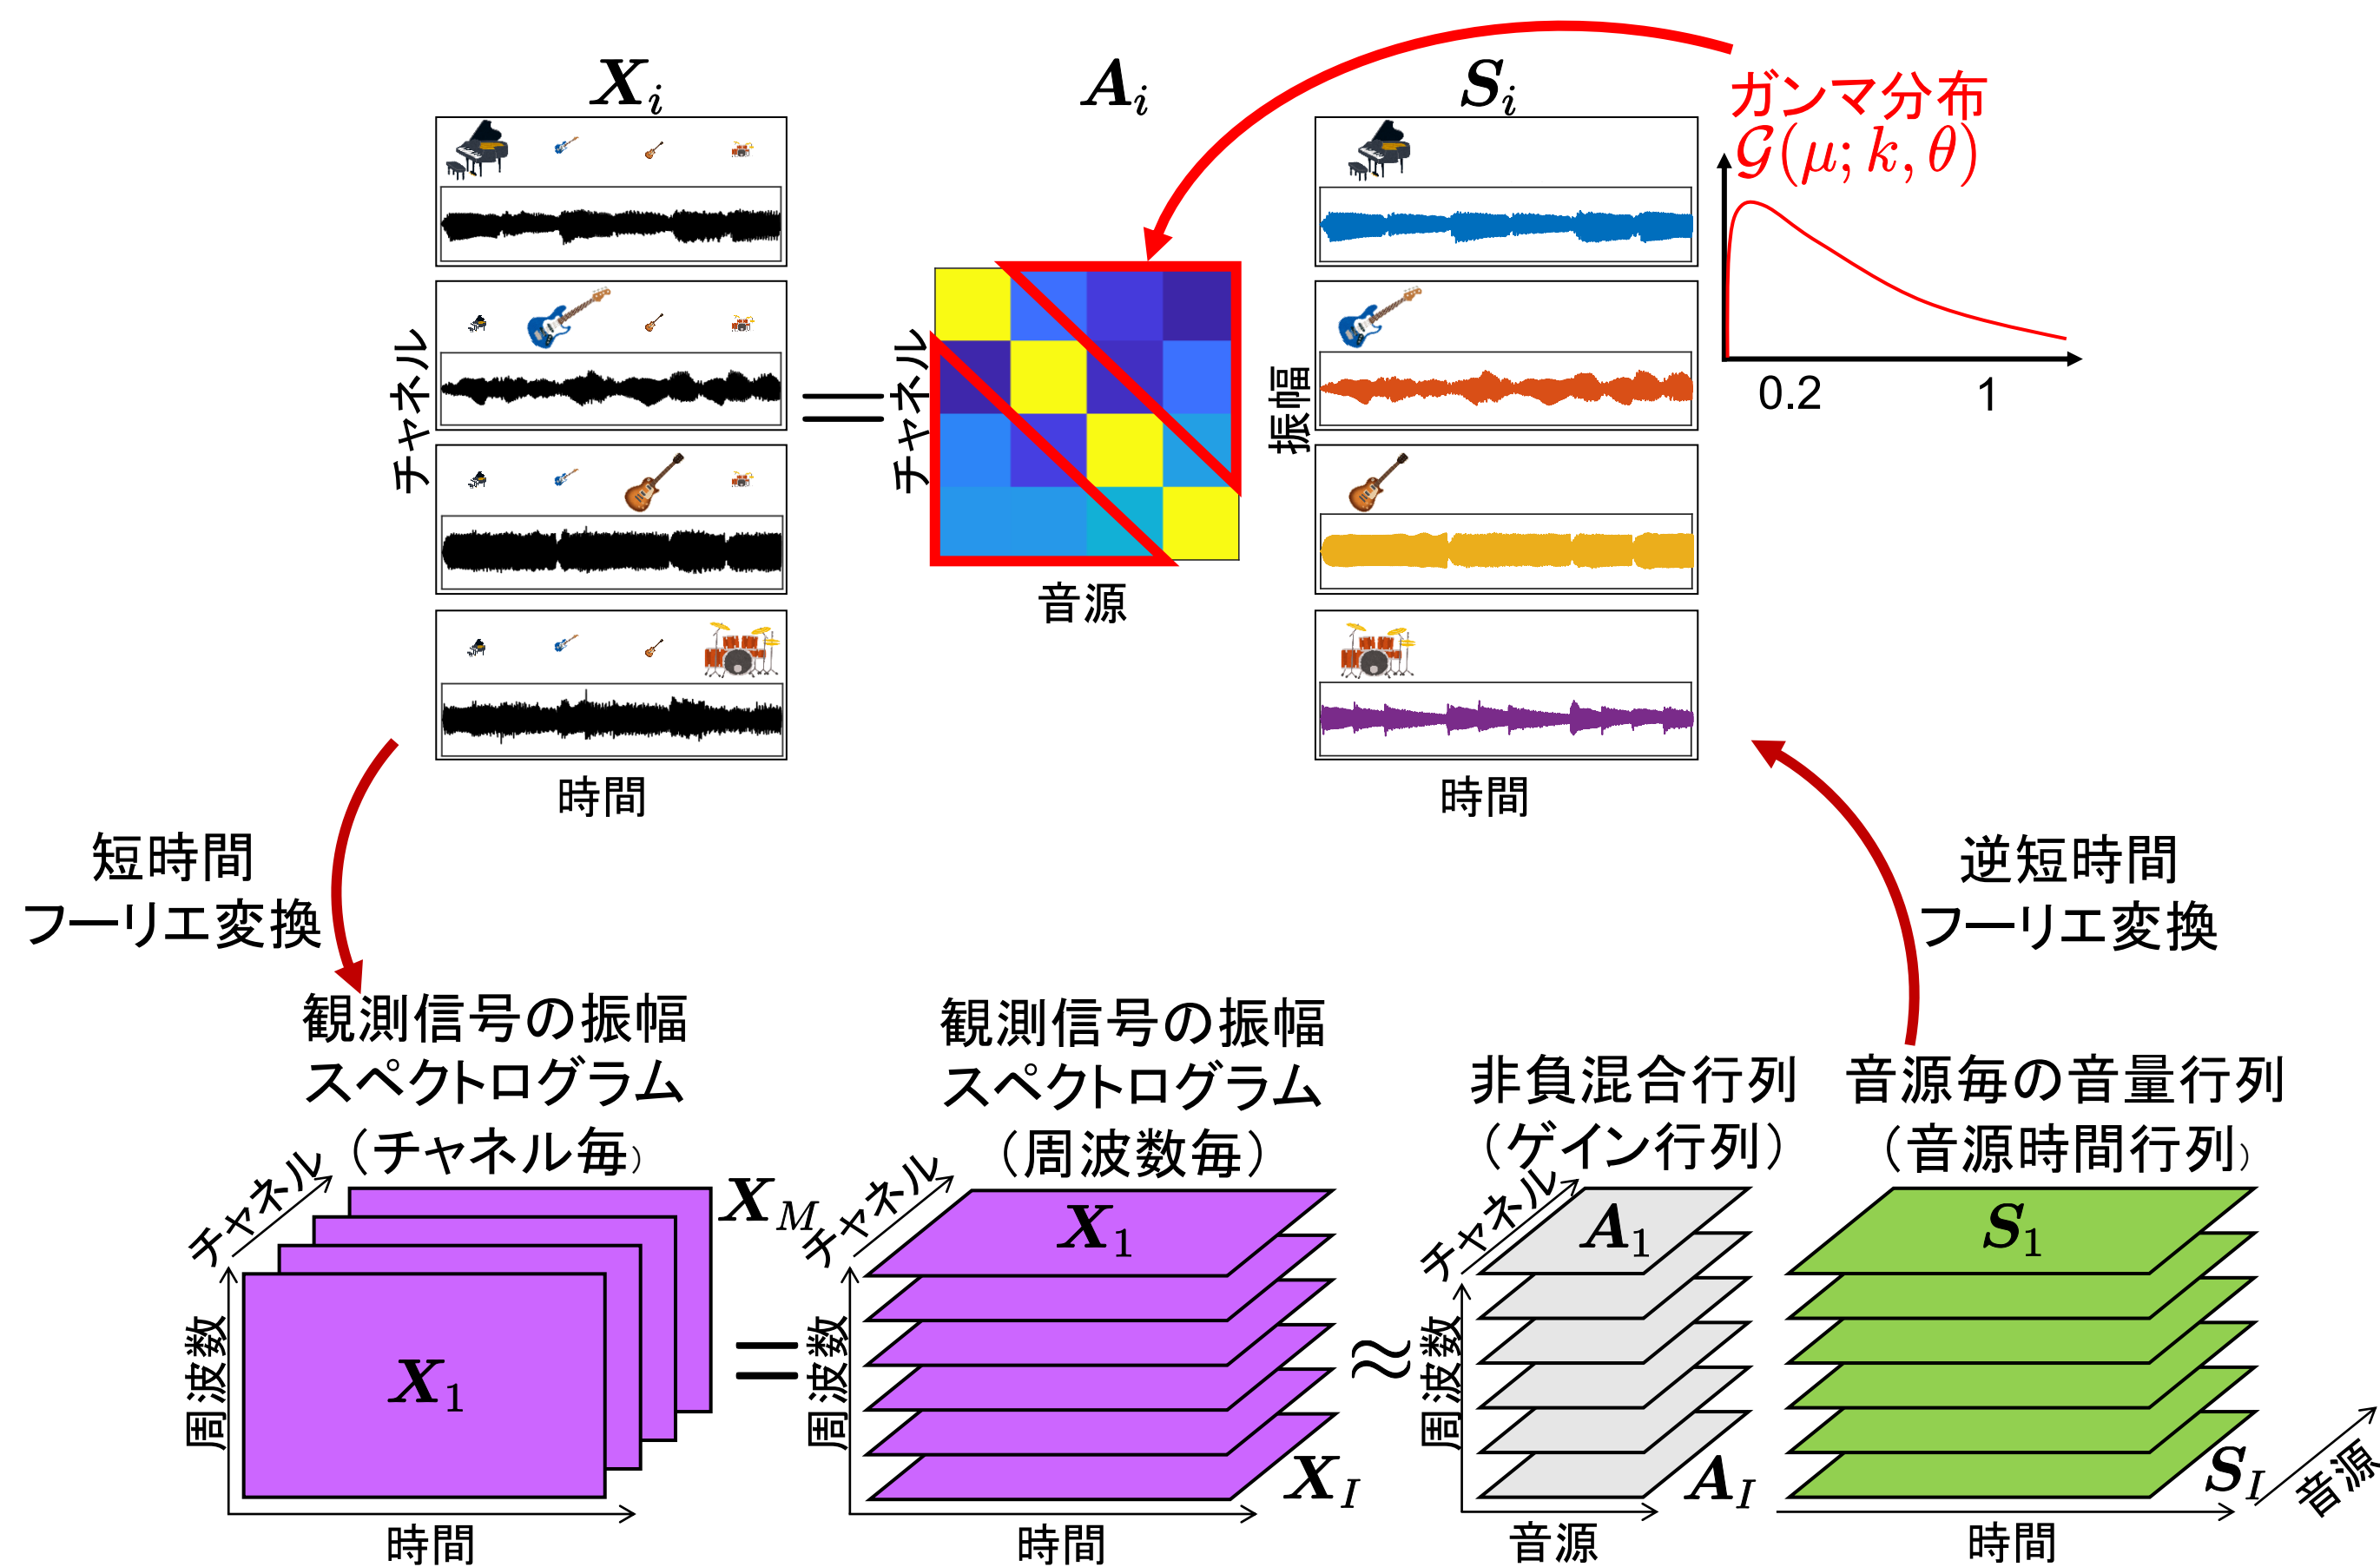 X_i
A_i
S_i
ガンマ分布
G(μ; k, θ)
チャネル
=
チャネル
振幅
0.2
1
音源
時間
時間
短時間
フーリエ変換
逆短時間
フーリエ変換
観測信号の振幅
スペクトログラム
（チャネル毎）
観測信号の振幅
スペクトログラム
（周波数毎）
非負混合行列
（ゲイン行列）
音源毎の音量行列
（音源時間行列）
チャネル
X_M
チャネル
X_1
チャネル
A_1
S_1
周波数
X_1
=
周波数
≈
周波数
X_I
A_I
S_I
音源
時間
時間
音源
時間